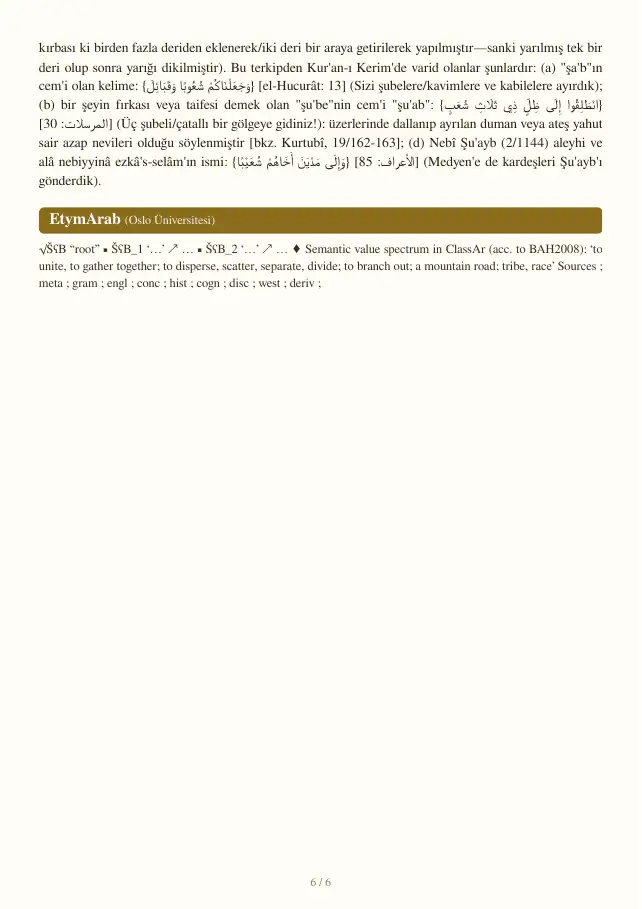 kırbası ki birden fazla deriden eklenerek/iki deri bir araya getirilerek yapılmıştır—sanki yarılmış tek bir
deri olup sonra yarığı dikilmiştir). Bu terkipden Kur'an-ı Kerim'de varid olanlar şunlardır: (a) "şa'b"ın
cem'i olan kelime: {وَجَعَلْنَاكُمْ شُعُوبًا وَقَبَائِلَ} [el-Hucurât: 13] (Sizi şubelere/kavimlere ve kabilelere ayırdık);
(b) bir şeyin fırkası veya taifesi demek olan "şu'be"nin cem'i "şu'ab": {انْطَلِقُوا إِلَى ظِلٍّ ذِي ثَلَاثِ شُعَبٍ}
[المرسلات: 30] (Üç şubeli/çatallı bir gölgeye gidiniz!): üzerlerinde dallanıp ayrılan duman veya ateş yahut
sair azap nevileri olduğu söylenmiştir [bkz. Kurtubî, 19/162-163]; (d) Nebî Şu'ayb (2/1144) aleyhi ve
alâ nebiyyinâ ezkâ's-selâm'ın ismi: {وَإِلَى مَدْيَنَ أَخَاهُمْ شُعَيْبًا} [الأعراف: 85] (Medyen'e de kardeşleri Şu'ayb'ı
gönderdik).
EtymArab (Oslo Üniversitesi)
√ŠʕB “root” ▪ ŠʕB_1 ‘…’ ↗ … ▪ ŠʕB_2 ‘…’ ↗ … ♦ Semantic value spectrum in ClassAr (acc. to BAH2008): ‘to
unite, to gather together; to disperse, scatter, separate, divide; to branch out; a mountain road; tribe, race’ Sources ;
meta ; gram ; engl ; conc ; hist ; cogn ; disc ; west ; deriv ;
6 / 6